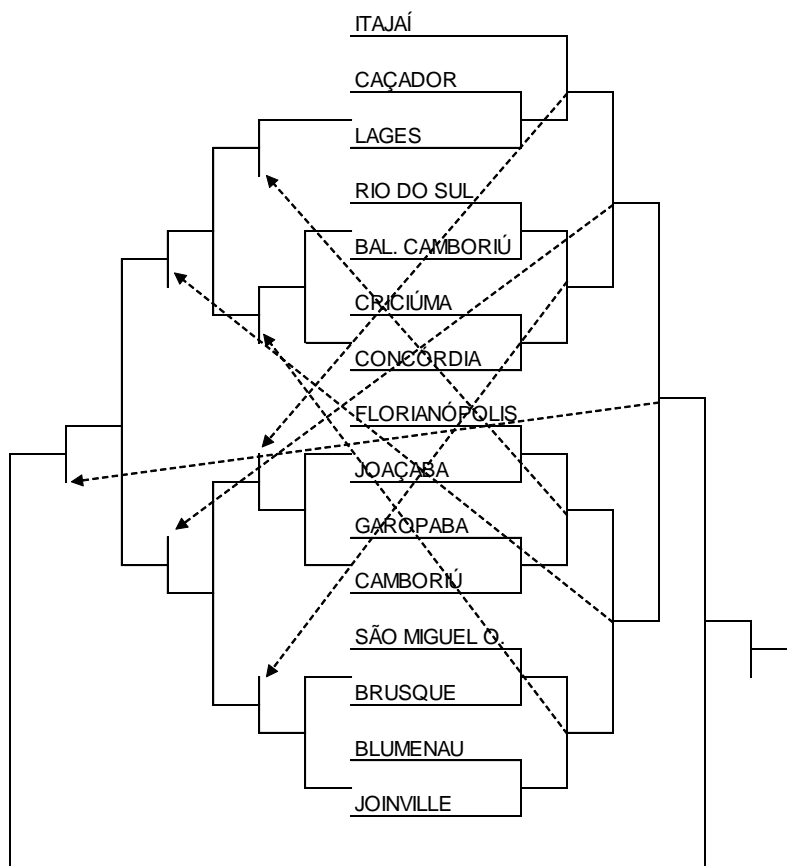 ITAJAÍ
CAÇADOR
LAGES
RIO DO SUL
BAL. CAMBORIÚ
CRICIÚMA
CONCÓRDIA
FLORIANÓPOLIS
JOAÇABA
GAROPABA
CAMBORIÚ
SÃO MIGUEL O.
BRUSQUE
BLUMENAU
JOINVILLE